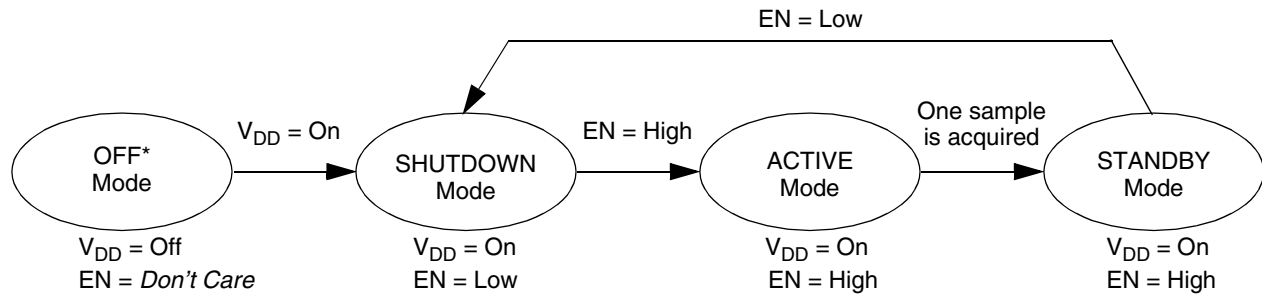 EN = Low
V_DD = On
EN = High
One sample
is acquired
OFF*
Mode
SHUTDOWN
Mode
ACTIVE
Mode
STANDBY
Mode
V_DD = Off
EN = Don't Care
V_DD = On
EN = Low
V_DD = On
EN = High
V_DD = On
EN = High